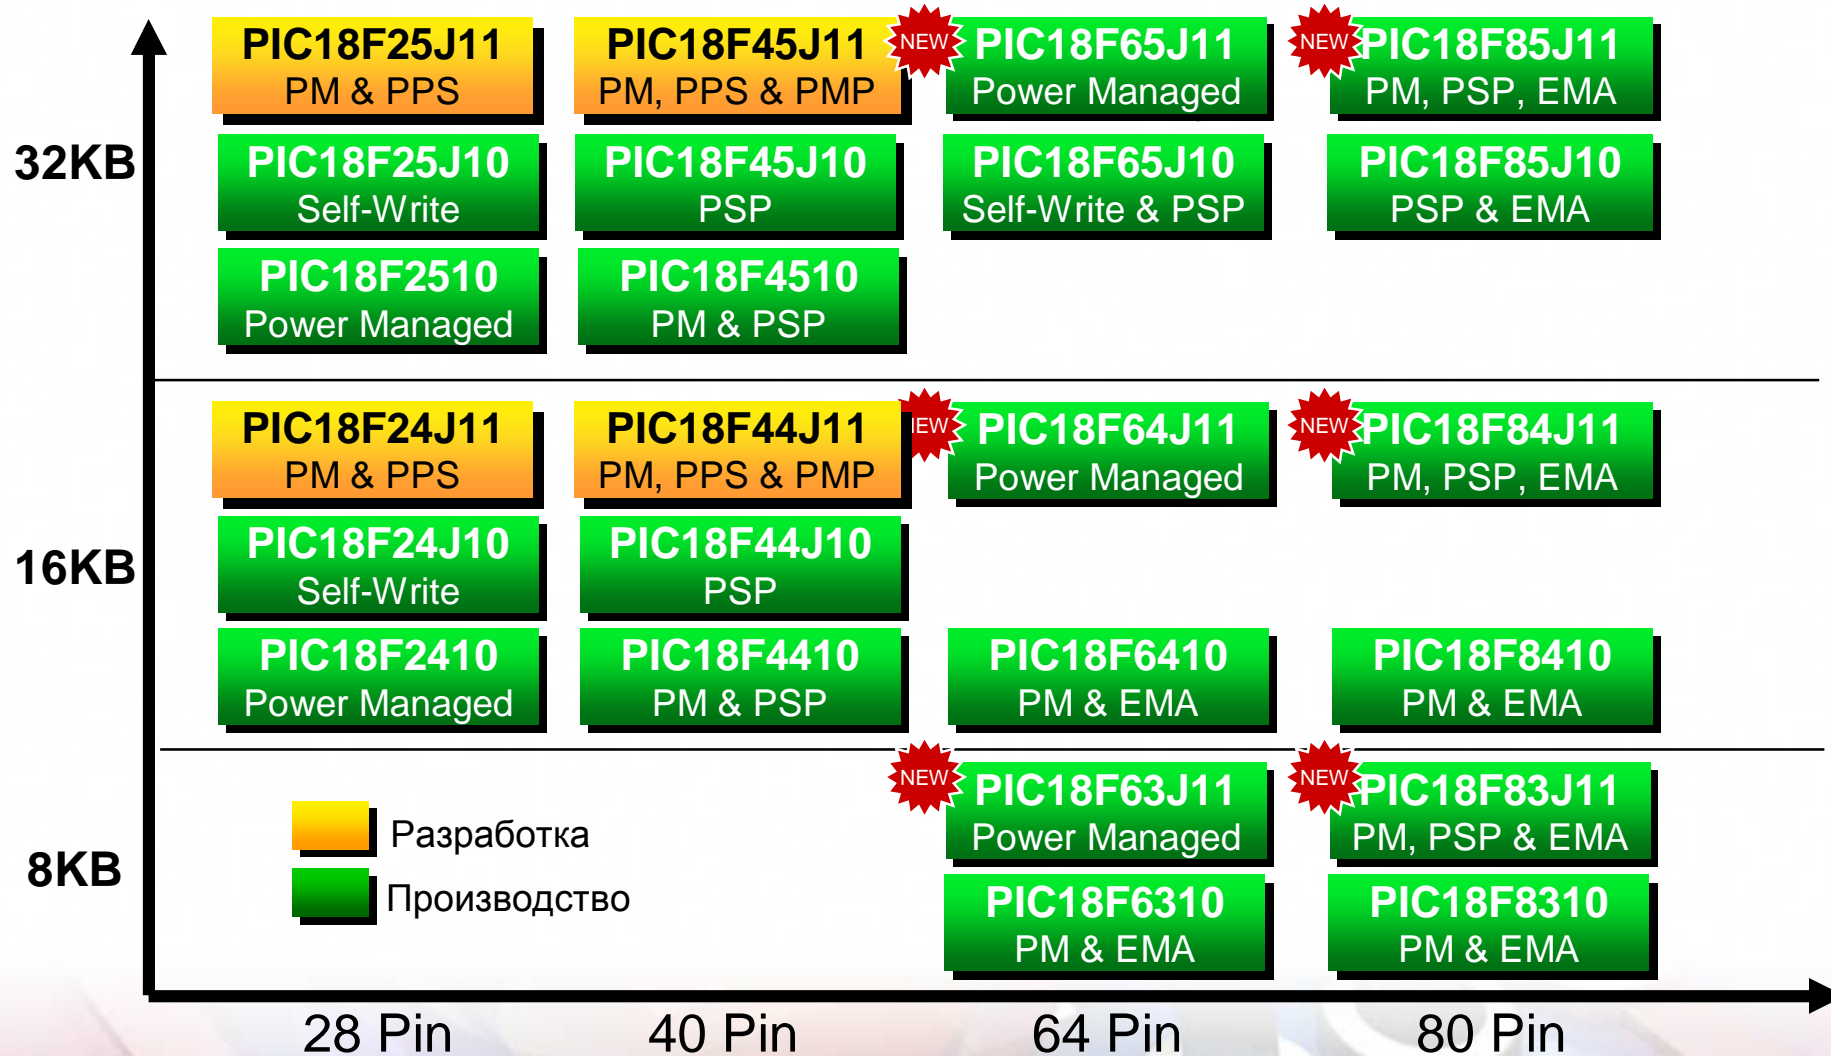 PIC18F25J11
PM & PPS
PIC18F45J11
PM, PPS & PMP
NEW
PIC18F65J11
Power Managed
NEW
PIC18F85J11
PM, PSP, EMA
32KB
PIC18F25J10
Self-Write
PIC18F45J10
PSP
PIC18F65J10
Self-Write & PSP
PIC18F85J10
PSP & EMA
PIC18F2510
Power Managed
PIC18F4510
PM & PSP
PIC18F24J11
PM & PPS
PIC18F44J11
PM, PPS & PMP
NEW
PIC18F64J11
Power Managed
NEW
PIC18F84J11
PM, PSP, EMA
16KB
PIC18F24J10
Self-Write
PIC18F44J10
PSP
PIC18F2410
Power Managed
PIC18F4410
PM & PSP
PIC18F6410
PM & EMA
PIC18F8410
PM & EMA
NEW
PIC18F63J11
Power Managed
NEW
PIC18F83J11
PM, PSP & EMA
8KB
Разработка
Производство
PIC18F6310
PM & EMA
PIC18F8310
PM & EMA
28 Pin
40 Pin
64 Pin
80 Pin